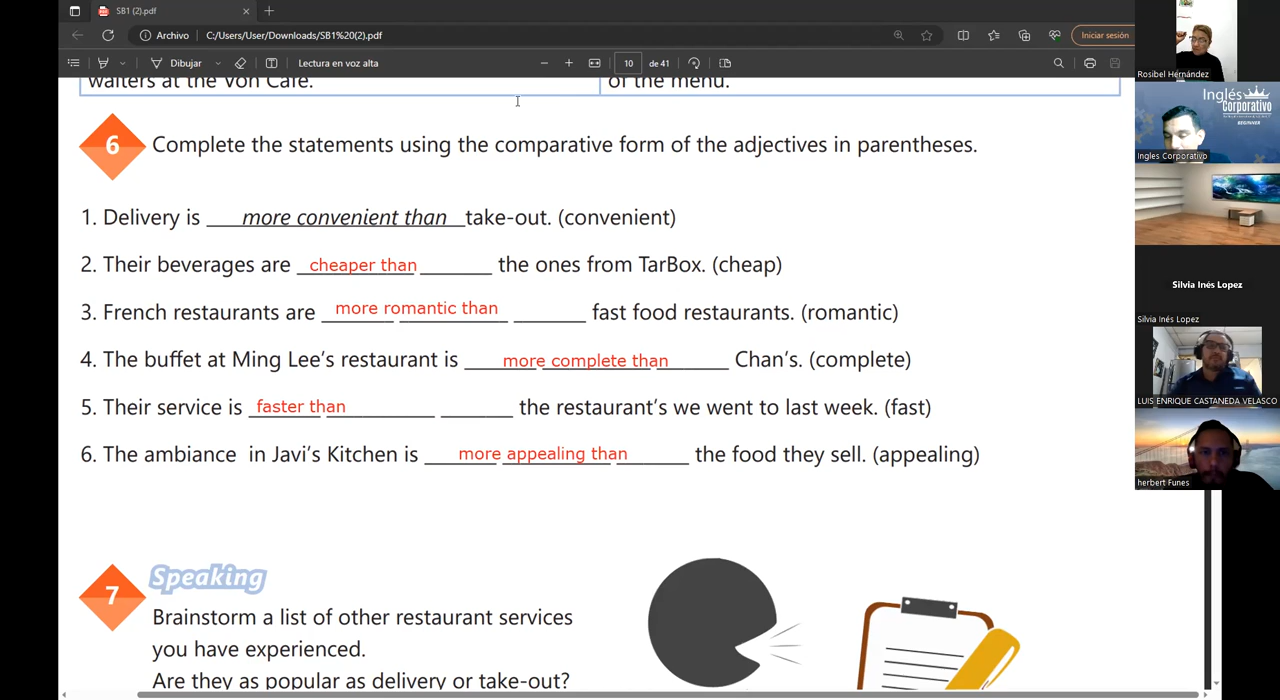 SB1 (2).pdf
Archivo
C:/Users/User/Downloads/SB1%20(2).pdf
Iniciar sesión
Dibujar
Lectura en voz alta
10
de 41
waiters at the Von Cafe.
of the menu.
6
Complete the statements using the comparative form of the adjectives in parentheses.
1. Delivery is more convenient than take-out. (convenient)
2. Their beverages are cheaper than the ones from TarBox. (cheap)
3. French restaurants are more romantic than fast food restaurants. (romantic)
4. The buffet at Ming Lee's restaurant is more complete than Chan's. (complete)
5. Their service is faster than the restaurant's we went to last week. (fast)
6. The ambiance in Javi's Kitchen is more appealing than the food they sell. (appealing)
7
Speaking
Brainstorm a list of other restaurant services
you have experienced.
Are they as popular as delivery or take-out?
Rosibel Hernández
Inglés
Corporativo
BEGINNER
Ingles Corporativo
Silvia Inés Lopez
Silvia Inés Lopez
LUIS ENRIQUE CASTANEDA VELASCO
herbert Funes